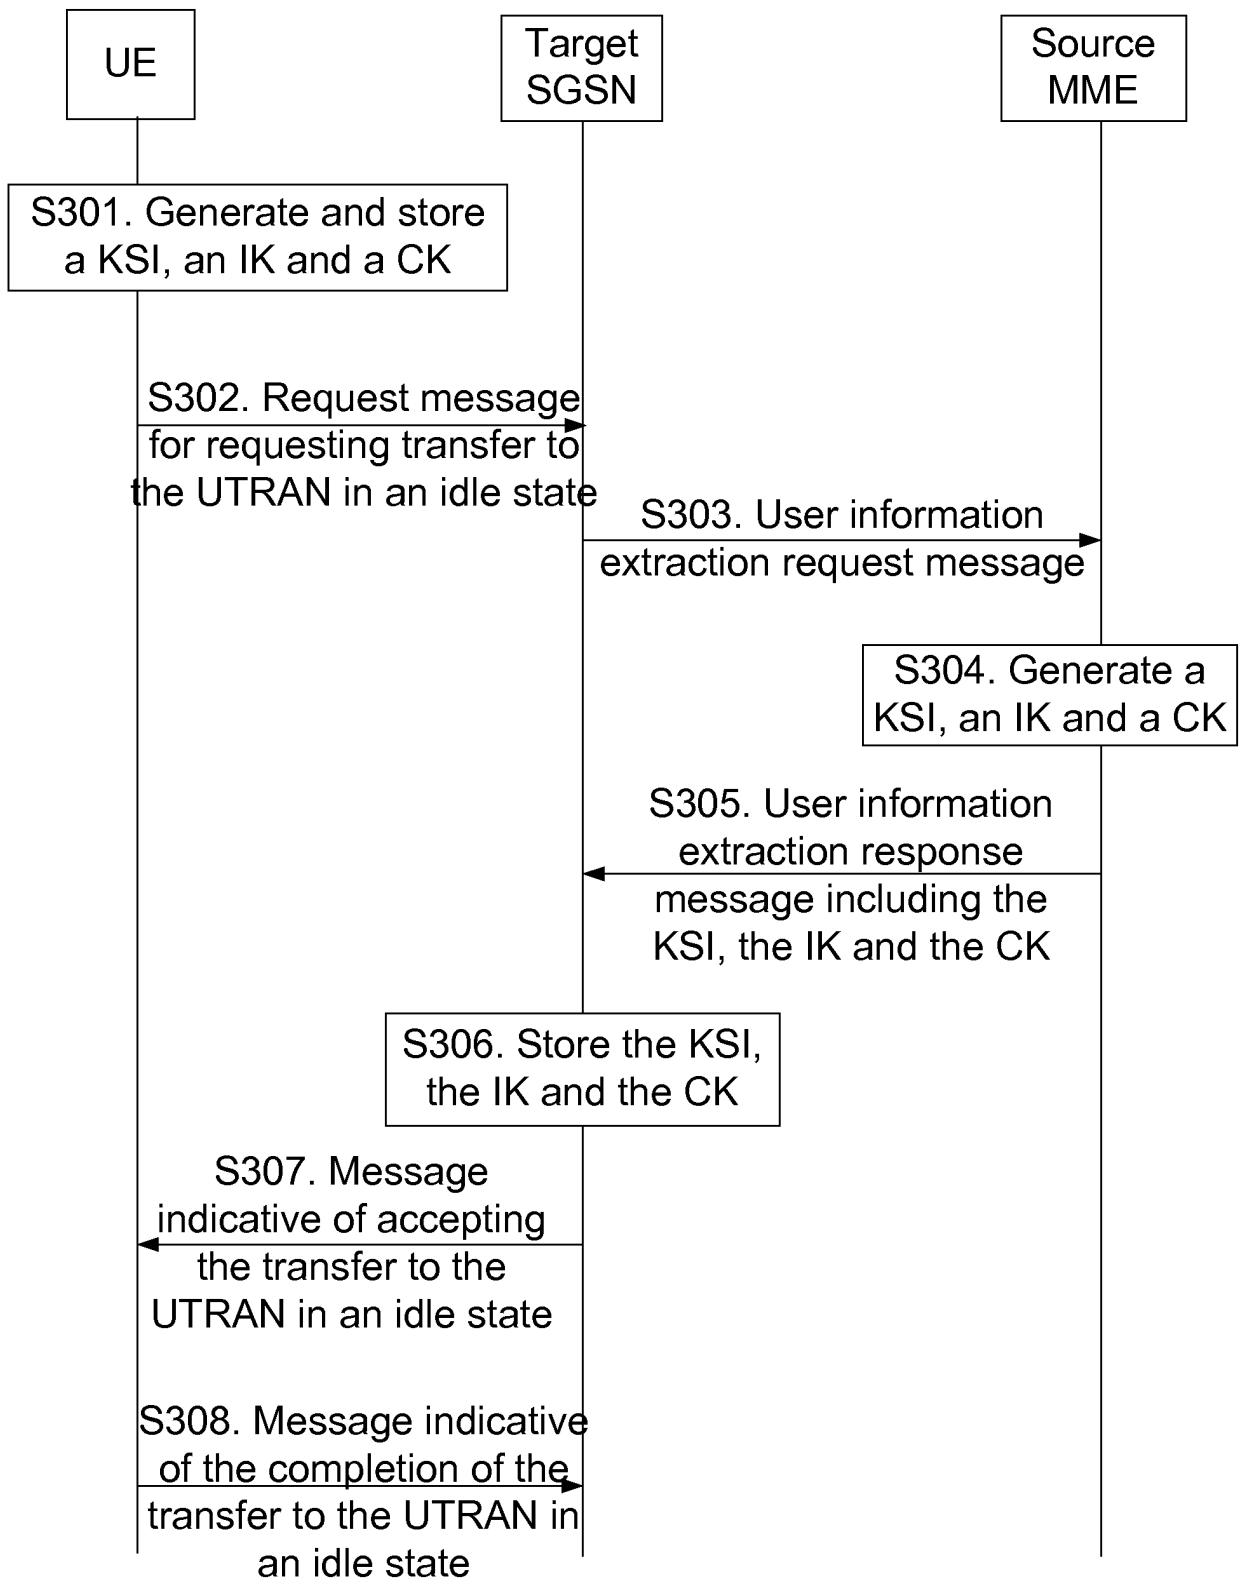 UE
Target
SGSN
Source
MME
S301. Generate and store
a KSI, an IK and a CK
S302. Request message
for requesting transfer to
the UTRAN in an idle state
S303. User information
extraction request message
S304. Generate a
KSI, an IK and a CK
S305. User information
extraction response
message including the
KSI, the IK and the CK
S306. Store the KSI,
the IK and the CK
S307. Message
indicative of accepting
the transfer to the
UTRAN in an idle state
S308. Message indicative
of the completion of the
transfer to the UTRAN in
an idle state